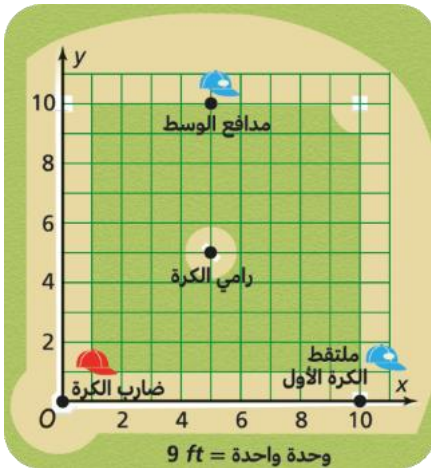 y
10
مدافع الوسط
8
6
رامي الكرة
4
2
ملتقط
الكرة الأول
ضارب الكرة
x
O 2 4 6 8 10
وحدة واحدة = 9 ft